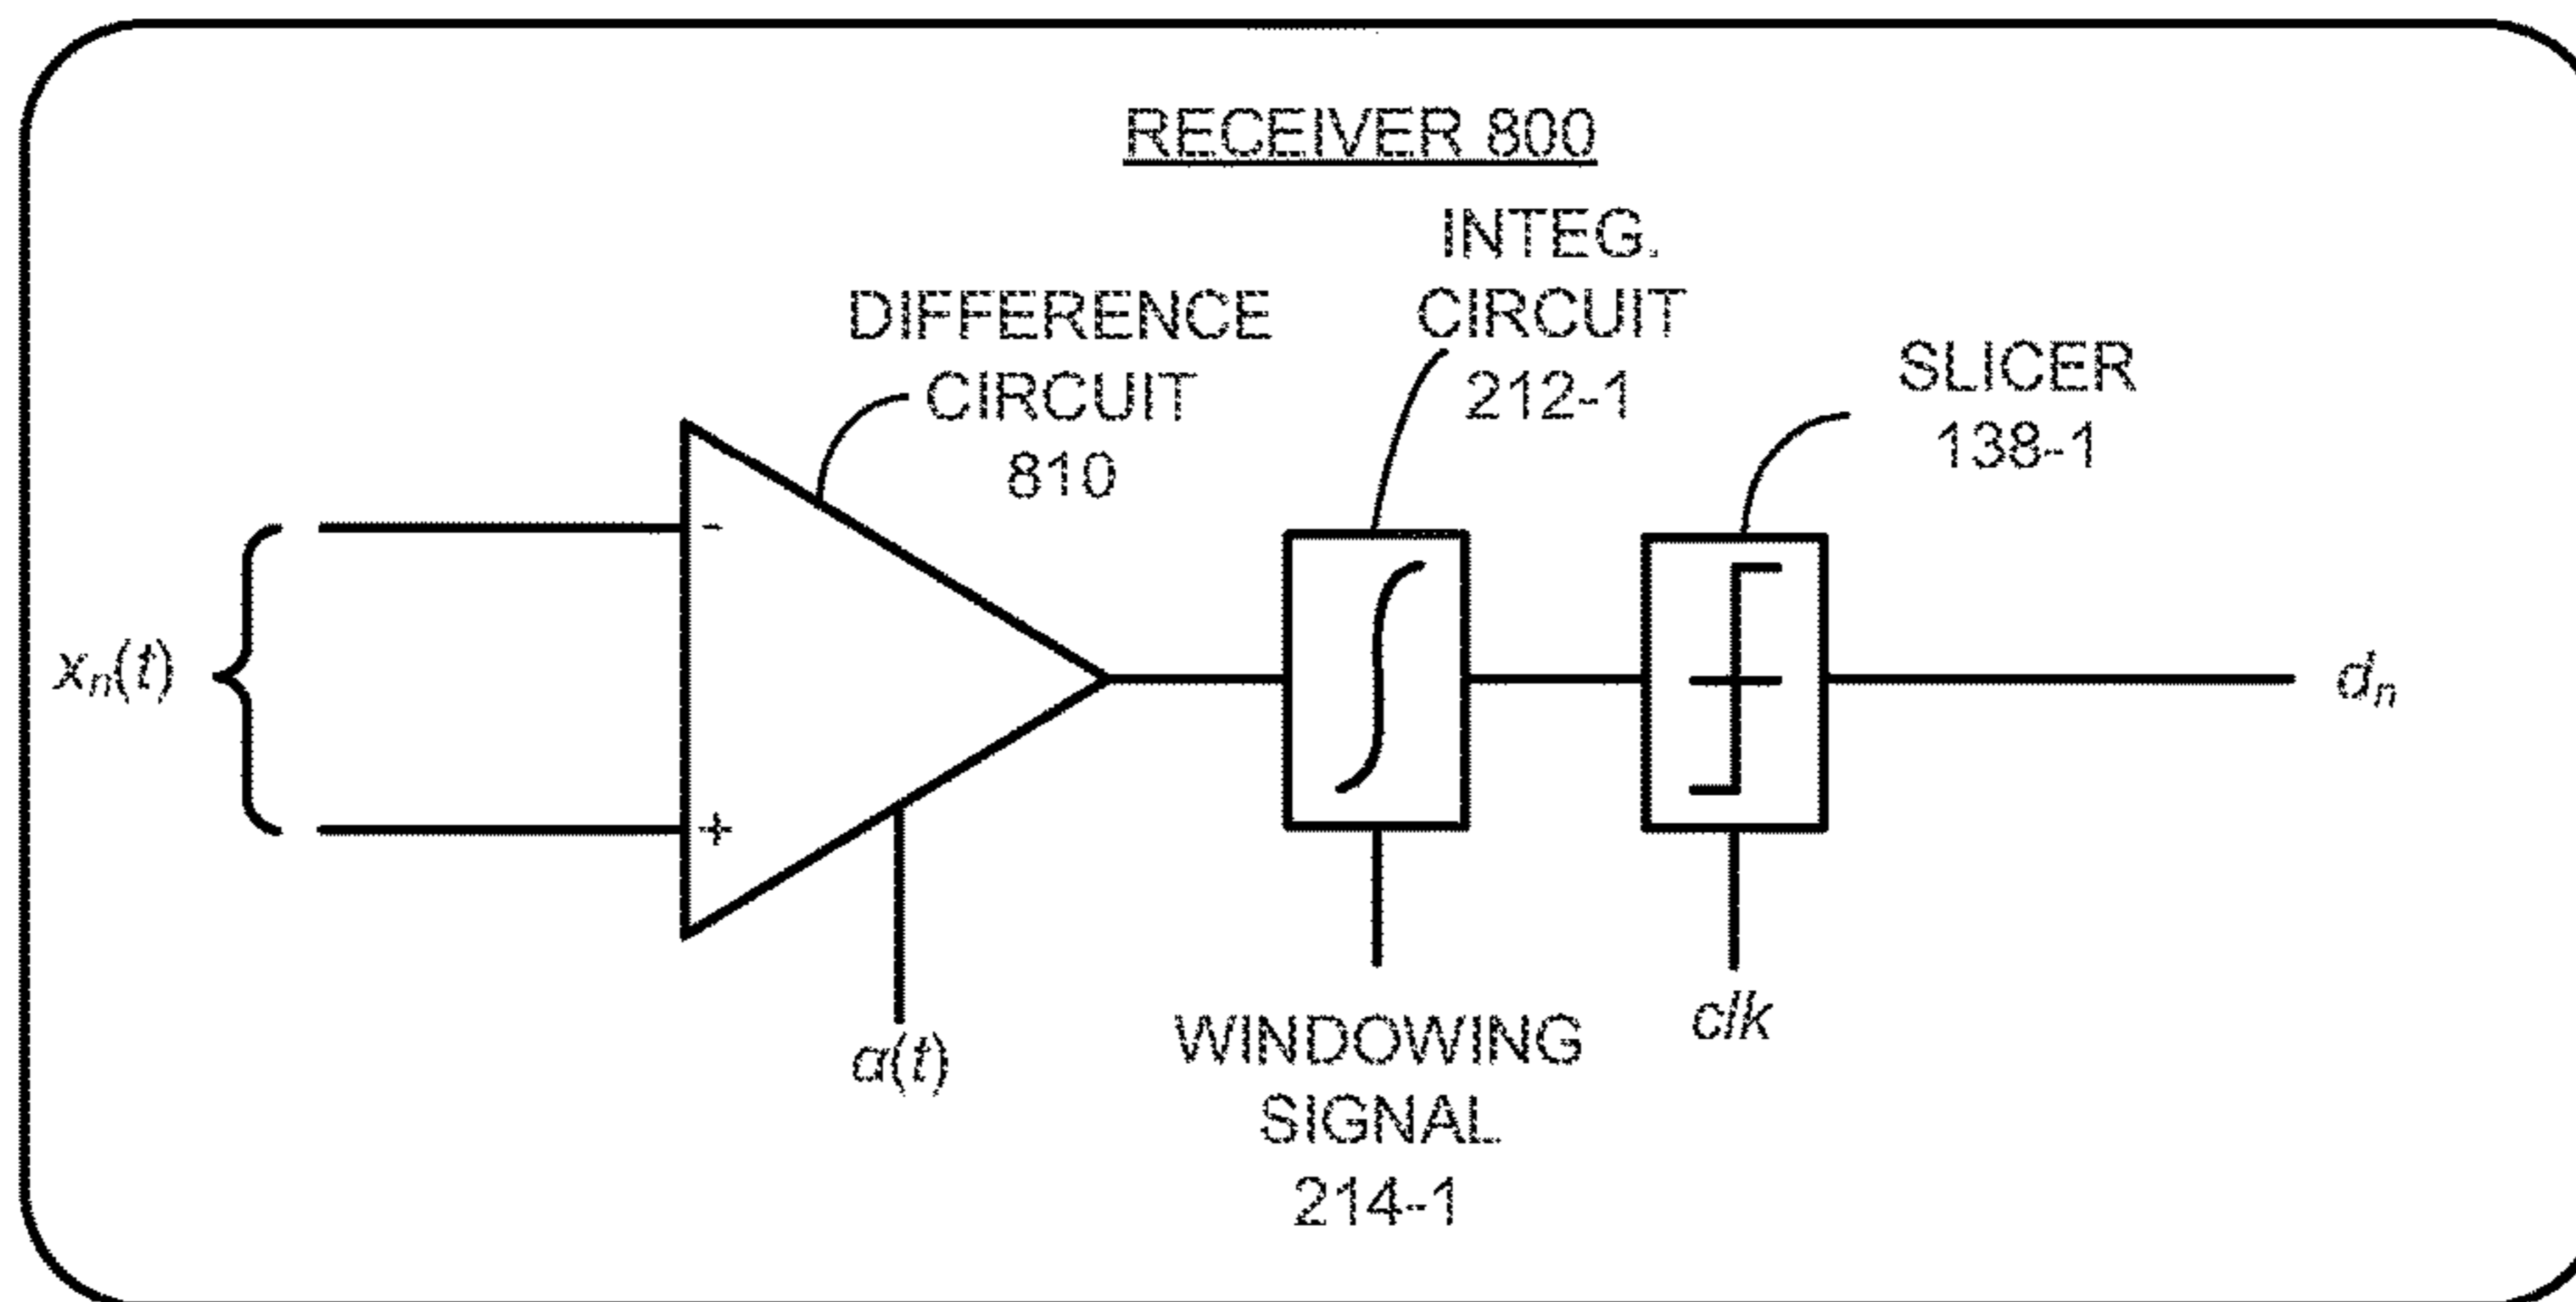 RECEIVER 800
INTEG.
CIRCUIT
212-1
DIFFERENCE
CIRCUIT
810
SLICER
138-1
-
+
xₙ(t)
dₙ
a(t)
WINDOWING
SIGNAL
214-1
clk